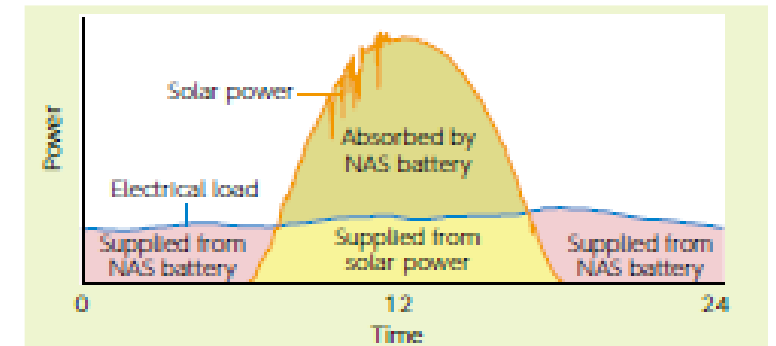 Solar power
Power
Absorbed by
NAS battery
Electrical load
Supplied from
NAS battery
Supplied from
solar power
Supplied from
NAS battery
0
12
24
Time